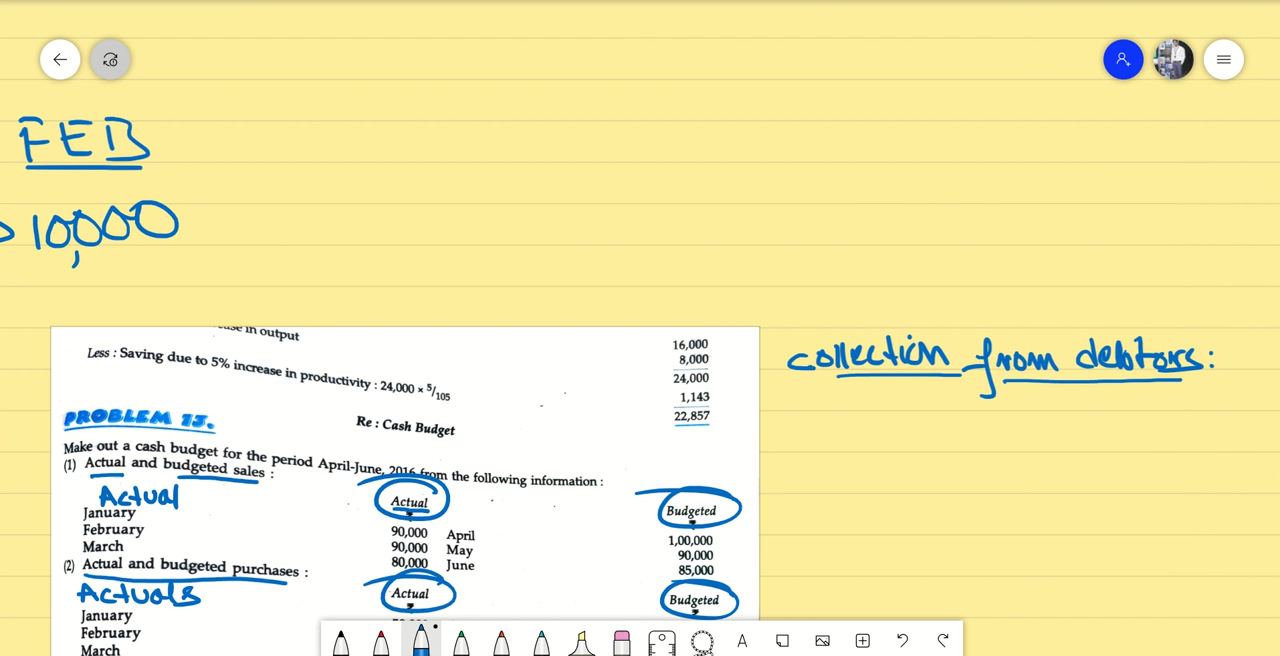 FEB
10,000
in output
16,000
Less : Saving due to 5% increase in productivity : 24,000 × 5/105
8,000
24,000
1,143
22,857
collection from debtors:
PROBLEM 13.
Re : Cash Budget
Make out a cash budget for the period April-June, 2016 from the following information :
(1) Actual and budgeted sales :
Actual
Actual Budgeted
₹ ₹
January 90,000 April 1,00,000
February 90,000 May 90,000
March 80,000 June 85,000
(2) Actual and budgeted purchases :
Actuals
Actual Budgeted
₹ ₹
January
February
March
A